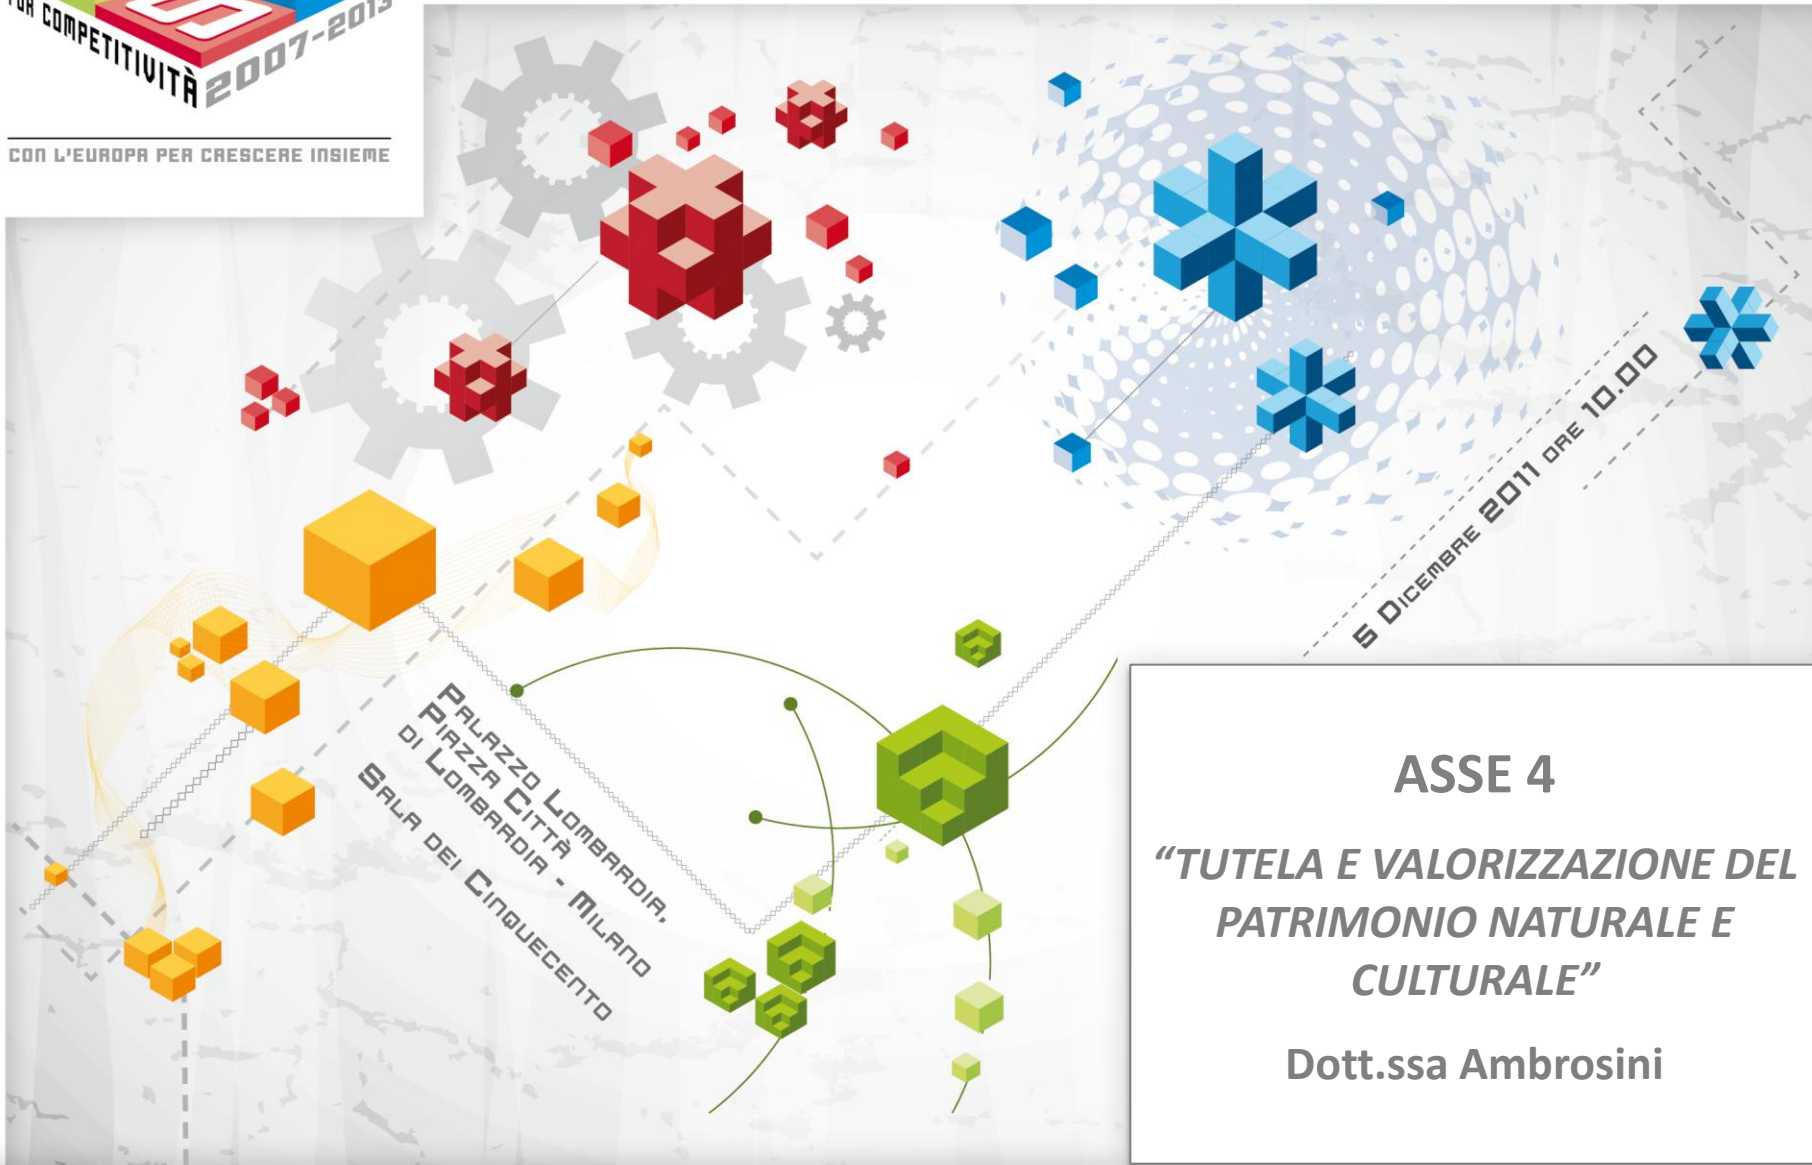 COMPETITIVITÀ
2007-2013
CON L'EUROPA PER CRESCERE INSIEME
5 DICEMBRE 2011 ORE 10.00
PALAZZO LOMBARDIA,
PIAZZA CITTÀ
DI LOMBARDIA - MILANO
SALA DEI CINQUECENTO
ASSE 4
“TUTELA E VALORIZZAZIONE DEL
PATRIMONIO NATURALE E
CULTURALE”
Dott.ssa Ambrosini